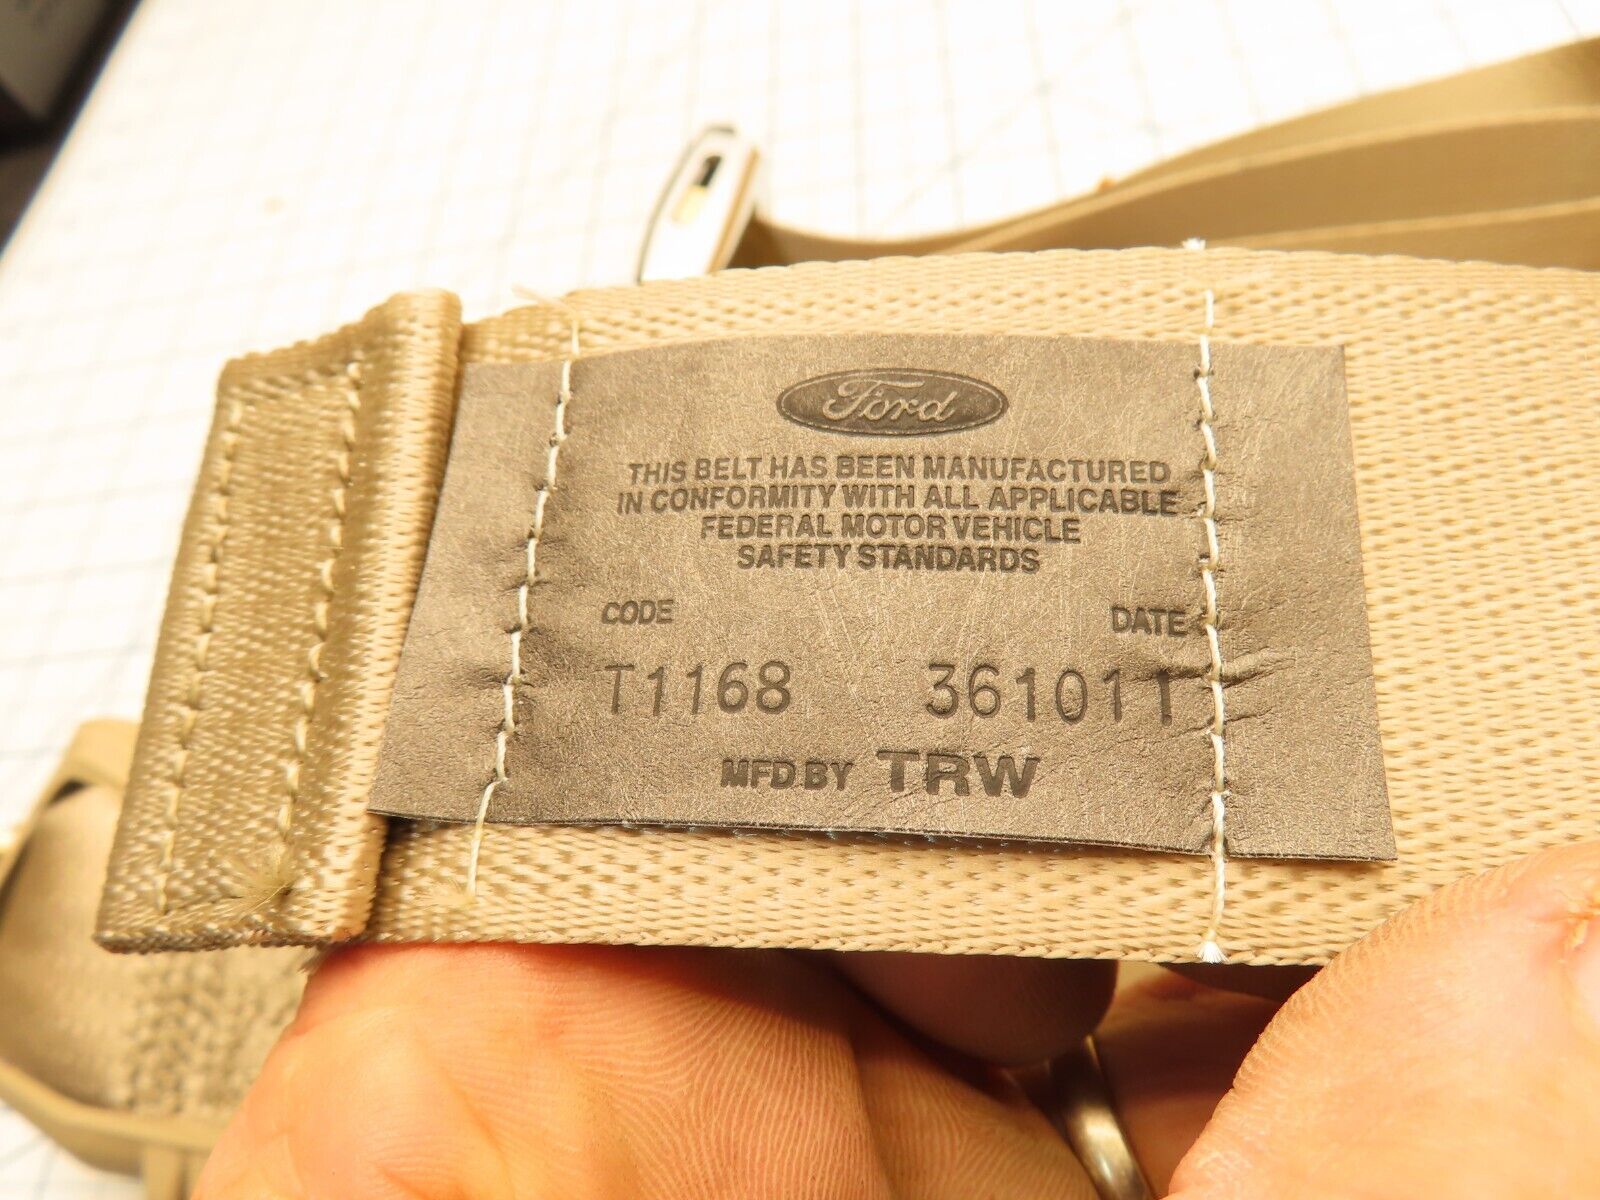 Ford
THIS BELT HAS BEEN MANUFACTURED
IN CONFORMITY WITH ALL APPLICABLE
FEDERAL MOTOR VEHICLE
SAFETY STANDARDS
CODE DATE
T1168 361011
MFD BY TRW